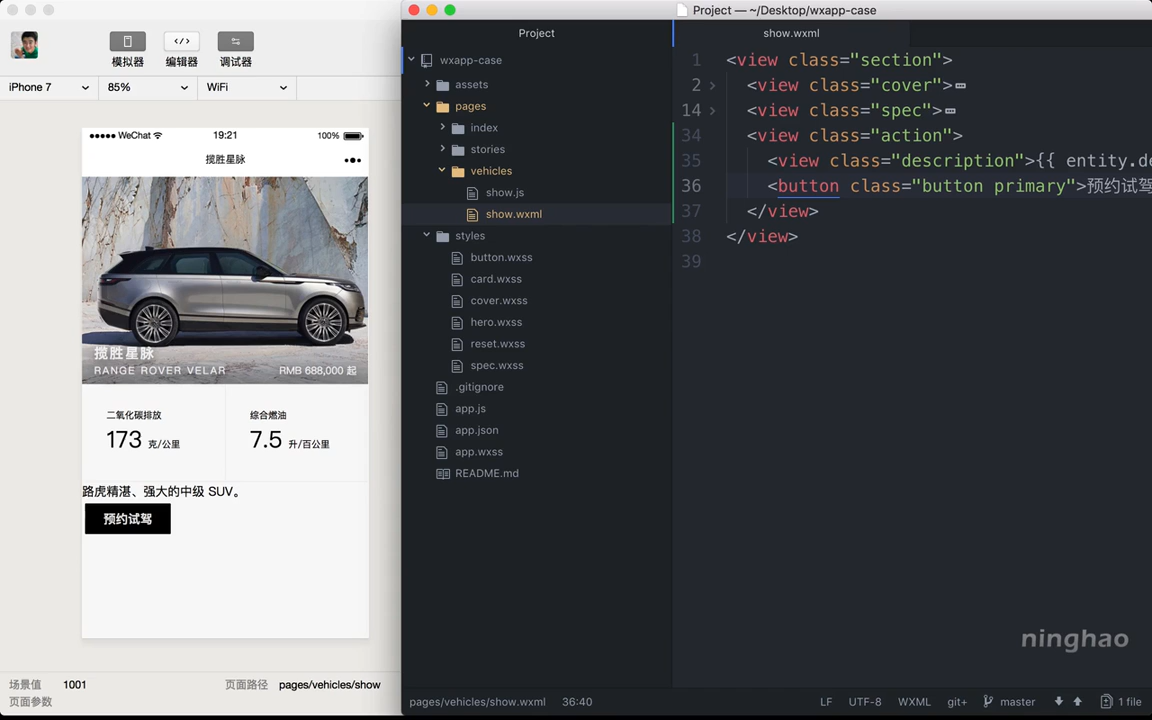 模拟器
编辑器
调试器
iPhone 7
85%
WiFi
WeChat
19:21
100%
揽胜星脉
揽胜星脉
RANGE ROVER VELAR
RMB 688,000 起
二氧化碳排放
173 克/公里
综合燃油
7.5 升/百公里
路虎精湛、强大的中级 SUV。
预约试驾
场景值
1001
页面路径
pages/vehicles/show
页面参数
Project — ~/Desktop/wxapp-case
Project
wxapp-case
assets
pages
index
stories
vehicles
show.js
show.wxml
styles
button.wxss
card.wxss
cover.wxss
hero.wxss
reset.wxss
spec.wxss
.gitignore
app.js
app.json
app.wxss
README.md
show.wxml
1 <view class="section">
2 <view class="cover">
14 <view class="spec">
34 <view class="action">
35 <view class="description">{{ entity.de
36 <button class="button primary">预约试驾
37 </view>
38 </view>
39
ninghao
pages/vehicles/show.wxml
36:40
LF
UTF-8
WXML
git+
master
1 file